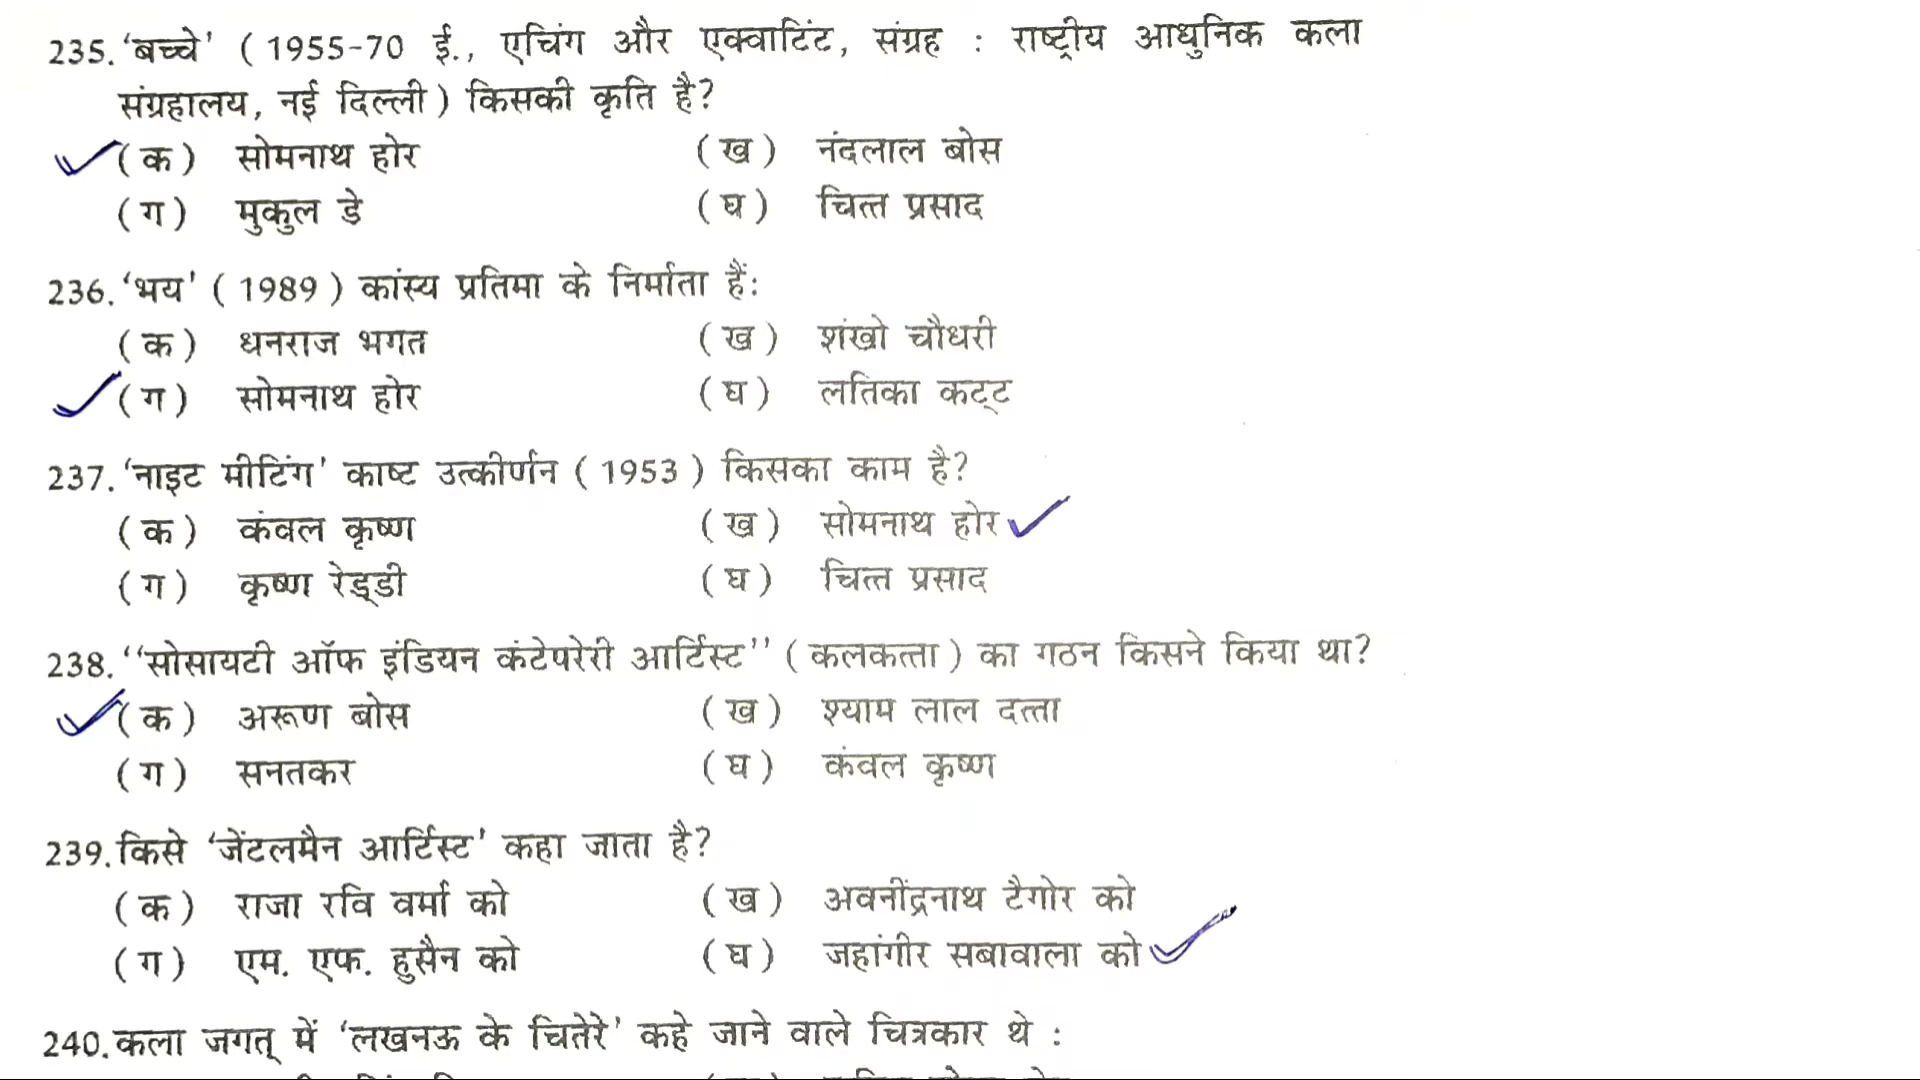 235. 'बच्चे' ( 1955-70 ई., एचिंग और एक्वाटिंट, संग्रह : राष्ट्रीय आधुनिक कला
संग्रहालय, नई दिल्ली ) किसकी कृति है?
( क ) सोमनाथ होर ( ख ) नंदलाल बोस
( ग ) मुकुल डे ( घ ) चित्त प्रसाद
236. 'भय' ( 1989 ) कांस्य प्रतिमा के निर्माता हैं:
( क ) धनराज भगत ( ख ) शंखो चौधरी
( ग ) सोमनाथ होर ( घ ) लतिका कट्ट
237. 'नाइट मीटिंग' काष्ट उत्कीर्णन ( 1953 ) किसका काम है?
( क ) कंवल कृष्ण ( ख ) सोमनाथ होर
( ग ) कृष्ण रेड्डी ( घ ) चित्त प्रसाद
238. ''सोसायटी ऑफ इंडियन कंटेपरेरी आर्टिस्ट'' ( कलकत्ता ) का गठन किसने किया था?
( क ) अरूण बोस ( ख ) श्याम लाल दत्ता
( ग ) सनतकर ( घ ) कंवल कृष्ण
239. किसे 'जेंटलमैन आर्टिस्ट' कहा जाता है?
( क ) राजा रवि वर्मा को ( ख ) अवनींद्रनाथ टैगोर को
( ग ) एम. एफ. हुसैन को ( घ ) जहांगीर सबावाला को
240. कला जगत् में 'लखनऊ के चितेरे' कहे जाने वाले चित्रकार थे :